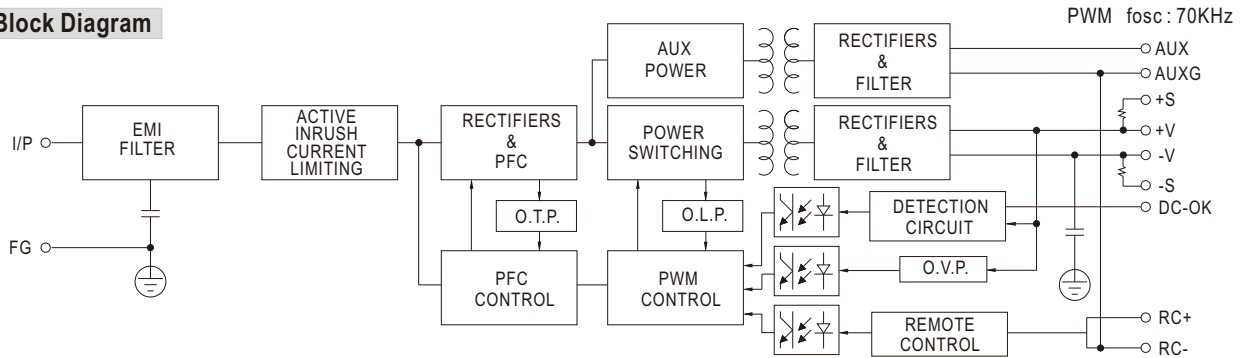 Block Diagram
PWM fosc : 70KHz
AUX
POWER
RECTIFIERS
&
FILTER
AUX
AUXG
I/P
EMI
FILTER
ACTIVE
INRUSH
CURRENT
LIMITING
RECTIFIERS
&
PFC
POWER
SWITCHING
RECTIFIERS
&
FILTER
+S
+V
-V
-S
O.T.P.
O.L.P.
DETECTION
CIRCUIT
DC-OK
FG
PFC
CONTROL
PWM
CONTROL
O.V.P.
REMOTE
CONTROL
RC+
RC-